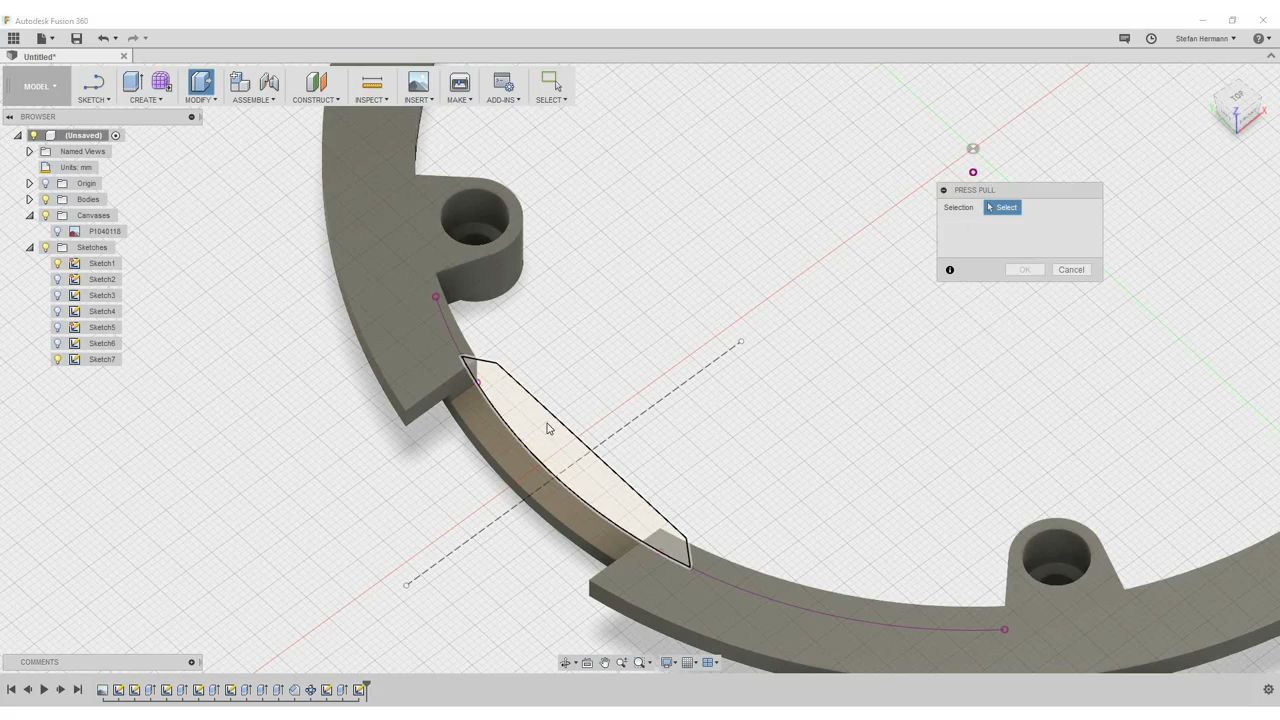 Autodesk Fusion 360
Stefan Hermann
Untitled*
MODEL
SKETCH
CREATE
MODIFY
ASSEMBLE
CONSTRUCT
INSPECT
INSERT
MAKE
ADD-INS
SELECT
BROWSER
(Unsaved)
Named Views
Units: mm
Origin
Bodies
Canvases
P1040118
Sketches
Sketch1
Sketch2
Sketch3
Sketch4
Sketch5
Sketch6
Sketch7
TOP
Z
X
PRESS PULL
Selection Select
OK Cancel
COMMENTS